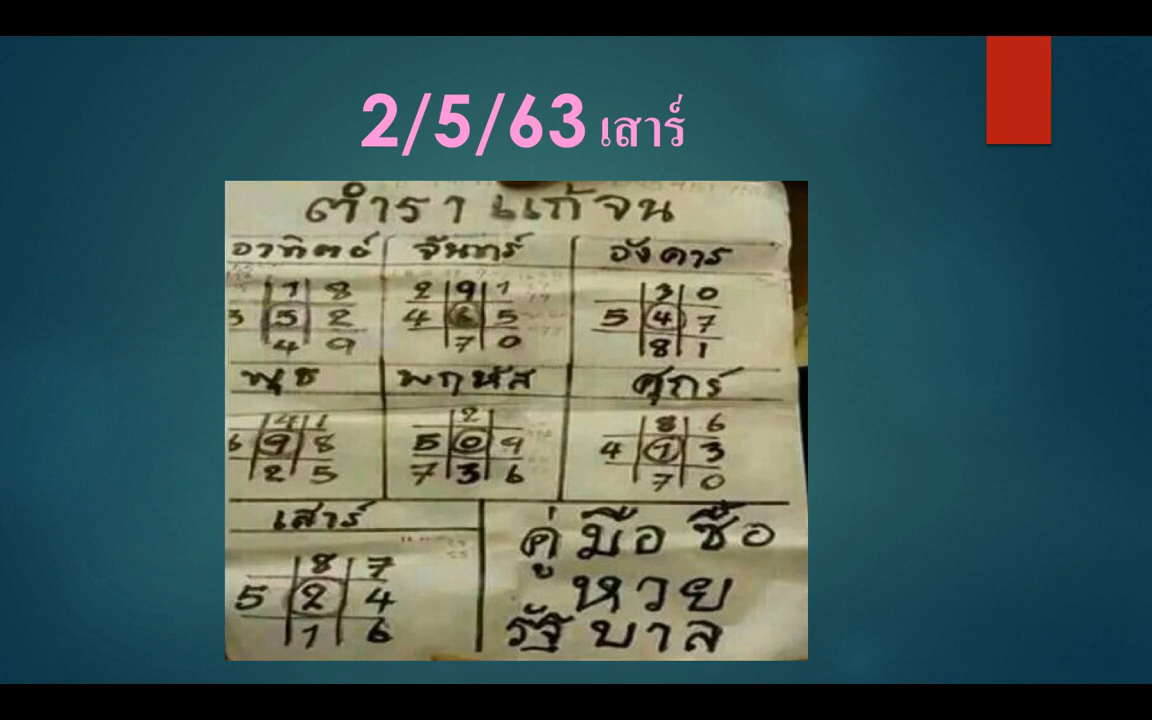 2/5/63 เสาร์
ตำราแก้จน
อาทิตย์ จันทร์ อังคาร
1 8 2 9 1 3 0
3 5 2 4 6 5 5 4 7
4 9 7 0 8 1
พุธ พฤหัส ศุกร์
4 1 2 8 6
6 9 8 5 0 9 4 1 3
2 5 7 3 6 7 0
เสาร์
8 7
5 2 4
1 6
คู่มือซื้อ
หวย
รัฐบาล